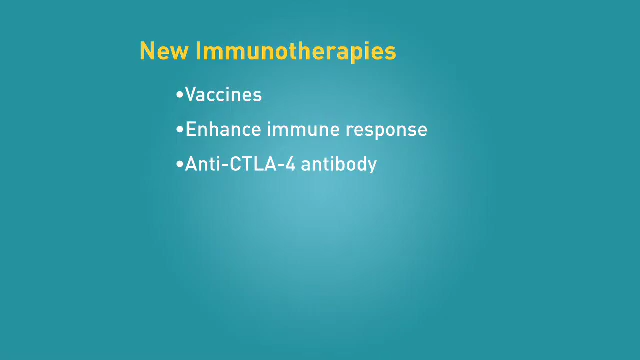 New Immunotherapies
•Vaccines
•Enhance immune response
•Anti-CTLA-4 antibody